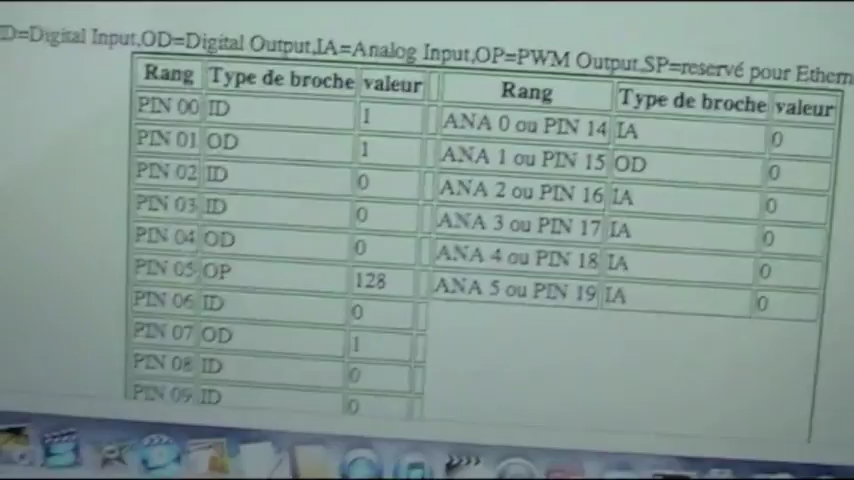 ID=Digital Input,OD=Digital Output,IA=Analog Input,OP=PWM Output,SP=reservé pour Ethern
Rang Type de broche valeur Rang Type de broche valeur
PIN 00 ID 1 ANA 0 ou PIN 14 IA 0
PIN 01 OD 1 ANA 1 ou PIN 15 OD 0
PIN 02 ID 0 ANA 2 ou PIN 16 IA 0
PIN 03 ID 0 ANA 3 ou PIN 17 IA 0
PIN 04 OD 0 ANA 4 ou PIN 18 IA 0
PIN 05 OP 128 ANA 5 ou PIN 19 IA 0
PIN 06 ID 0
PIN 07 OD 1
PIN 08 ID 0
PIN 09 ID 0